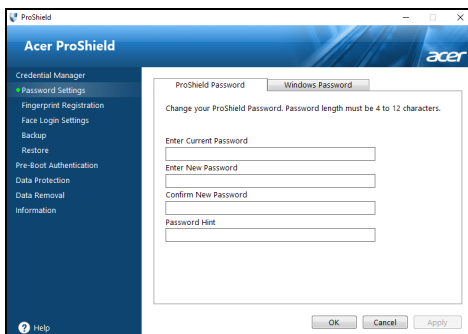 ProShield
Acer ProShield
acer
Credential Manager
Password Settings
Fingerprint Registration
Face Login Settings
Backup
Restore
Pre-Boot Authentication
Data Protection
Data Removal
Information
Help
ProShield Password
Windows Password
Change your ProShield Password. Password length must be 4 to 12 characters.
Enter Current Password
Enter New Password
Confirm New Password
Password Hint
OK
Cancel
Apply